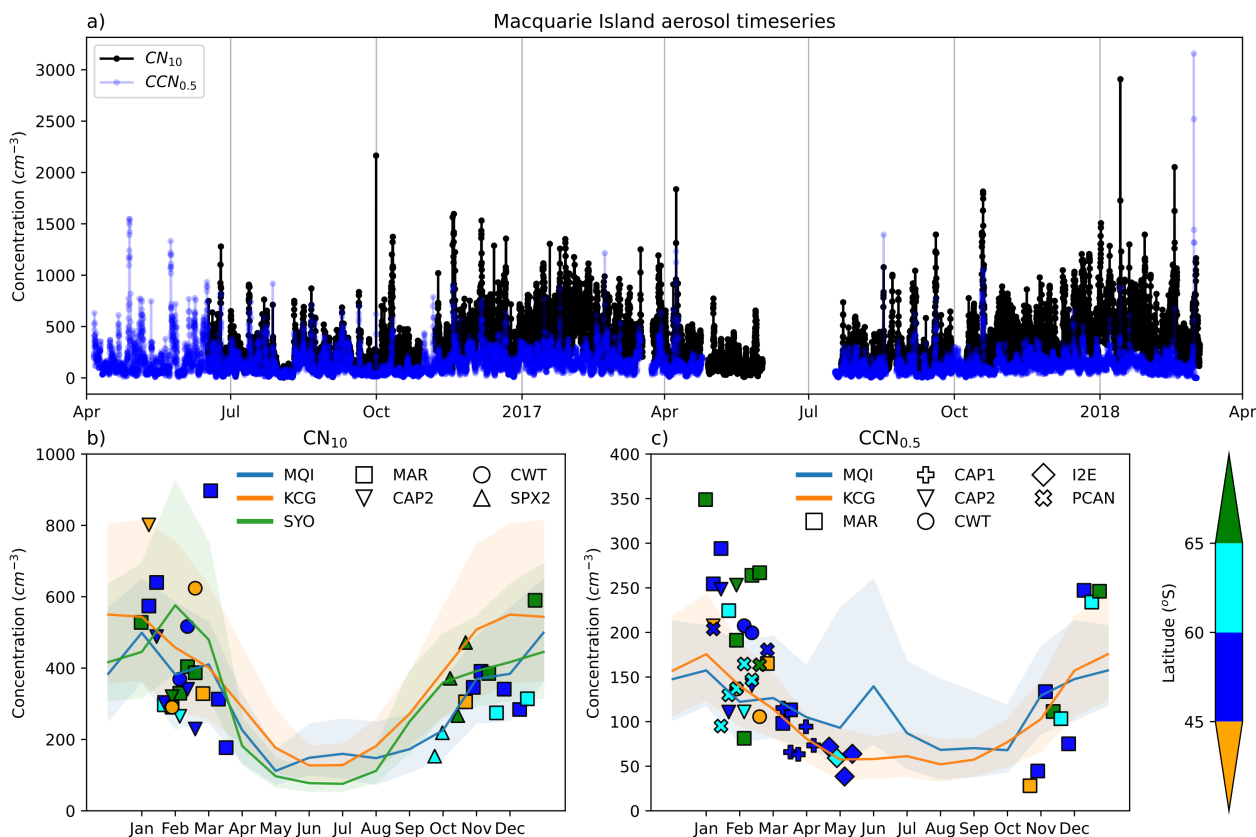 a) Macquarie Island aerosol timeseries
CN₁₀
CCN₀.₅
Concentration (cm⁻³)
3000
2500
2000
1500
1000
500
0
Apr Jul Oct 2017 Apr Jul Oct 2018 Apr
b) CN₁₀
MQI MAR CWT
KCG CAP2 SPX2
SYO
Concentration (cm⁻³)
1000
800
600
400
200
0
Jan Feb Mar Apr May Jun Jul Aug Sep Oct Nov Dec
c) CCN₀.₅
MQI CAP1 I2E
KCG CAP2 PCAN
MAR CWT
Concentration (cm⁻³)
400
350
300
250
200
150
100
50
0
Jan Feb Mar Apr May Jun Jul Aug Sep Oct Nov Dec
Latitude (°S)
65
60
45